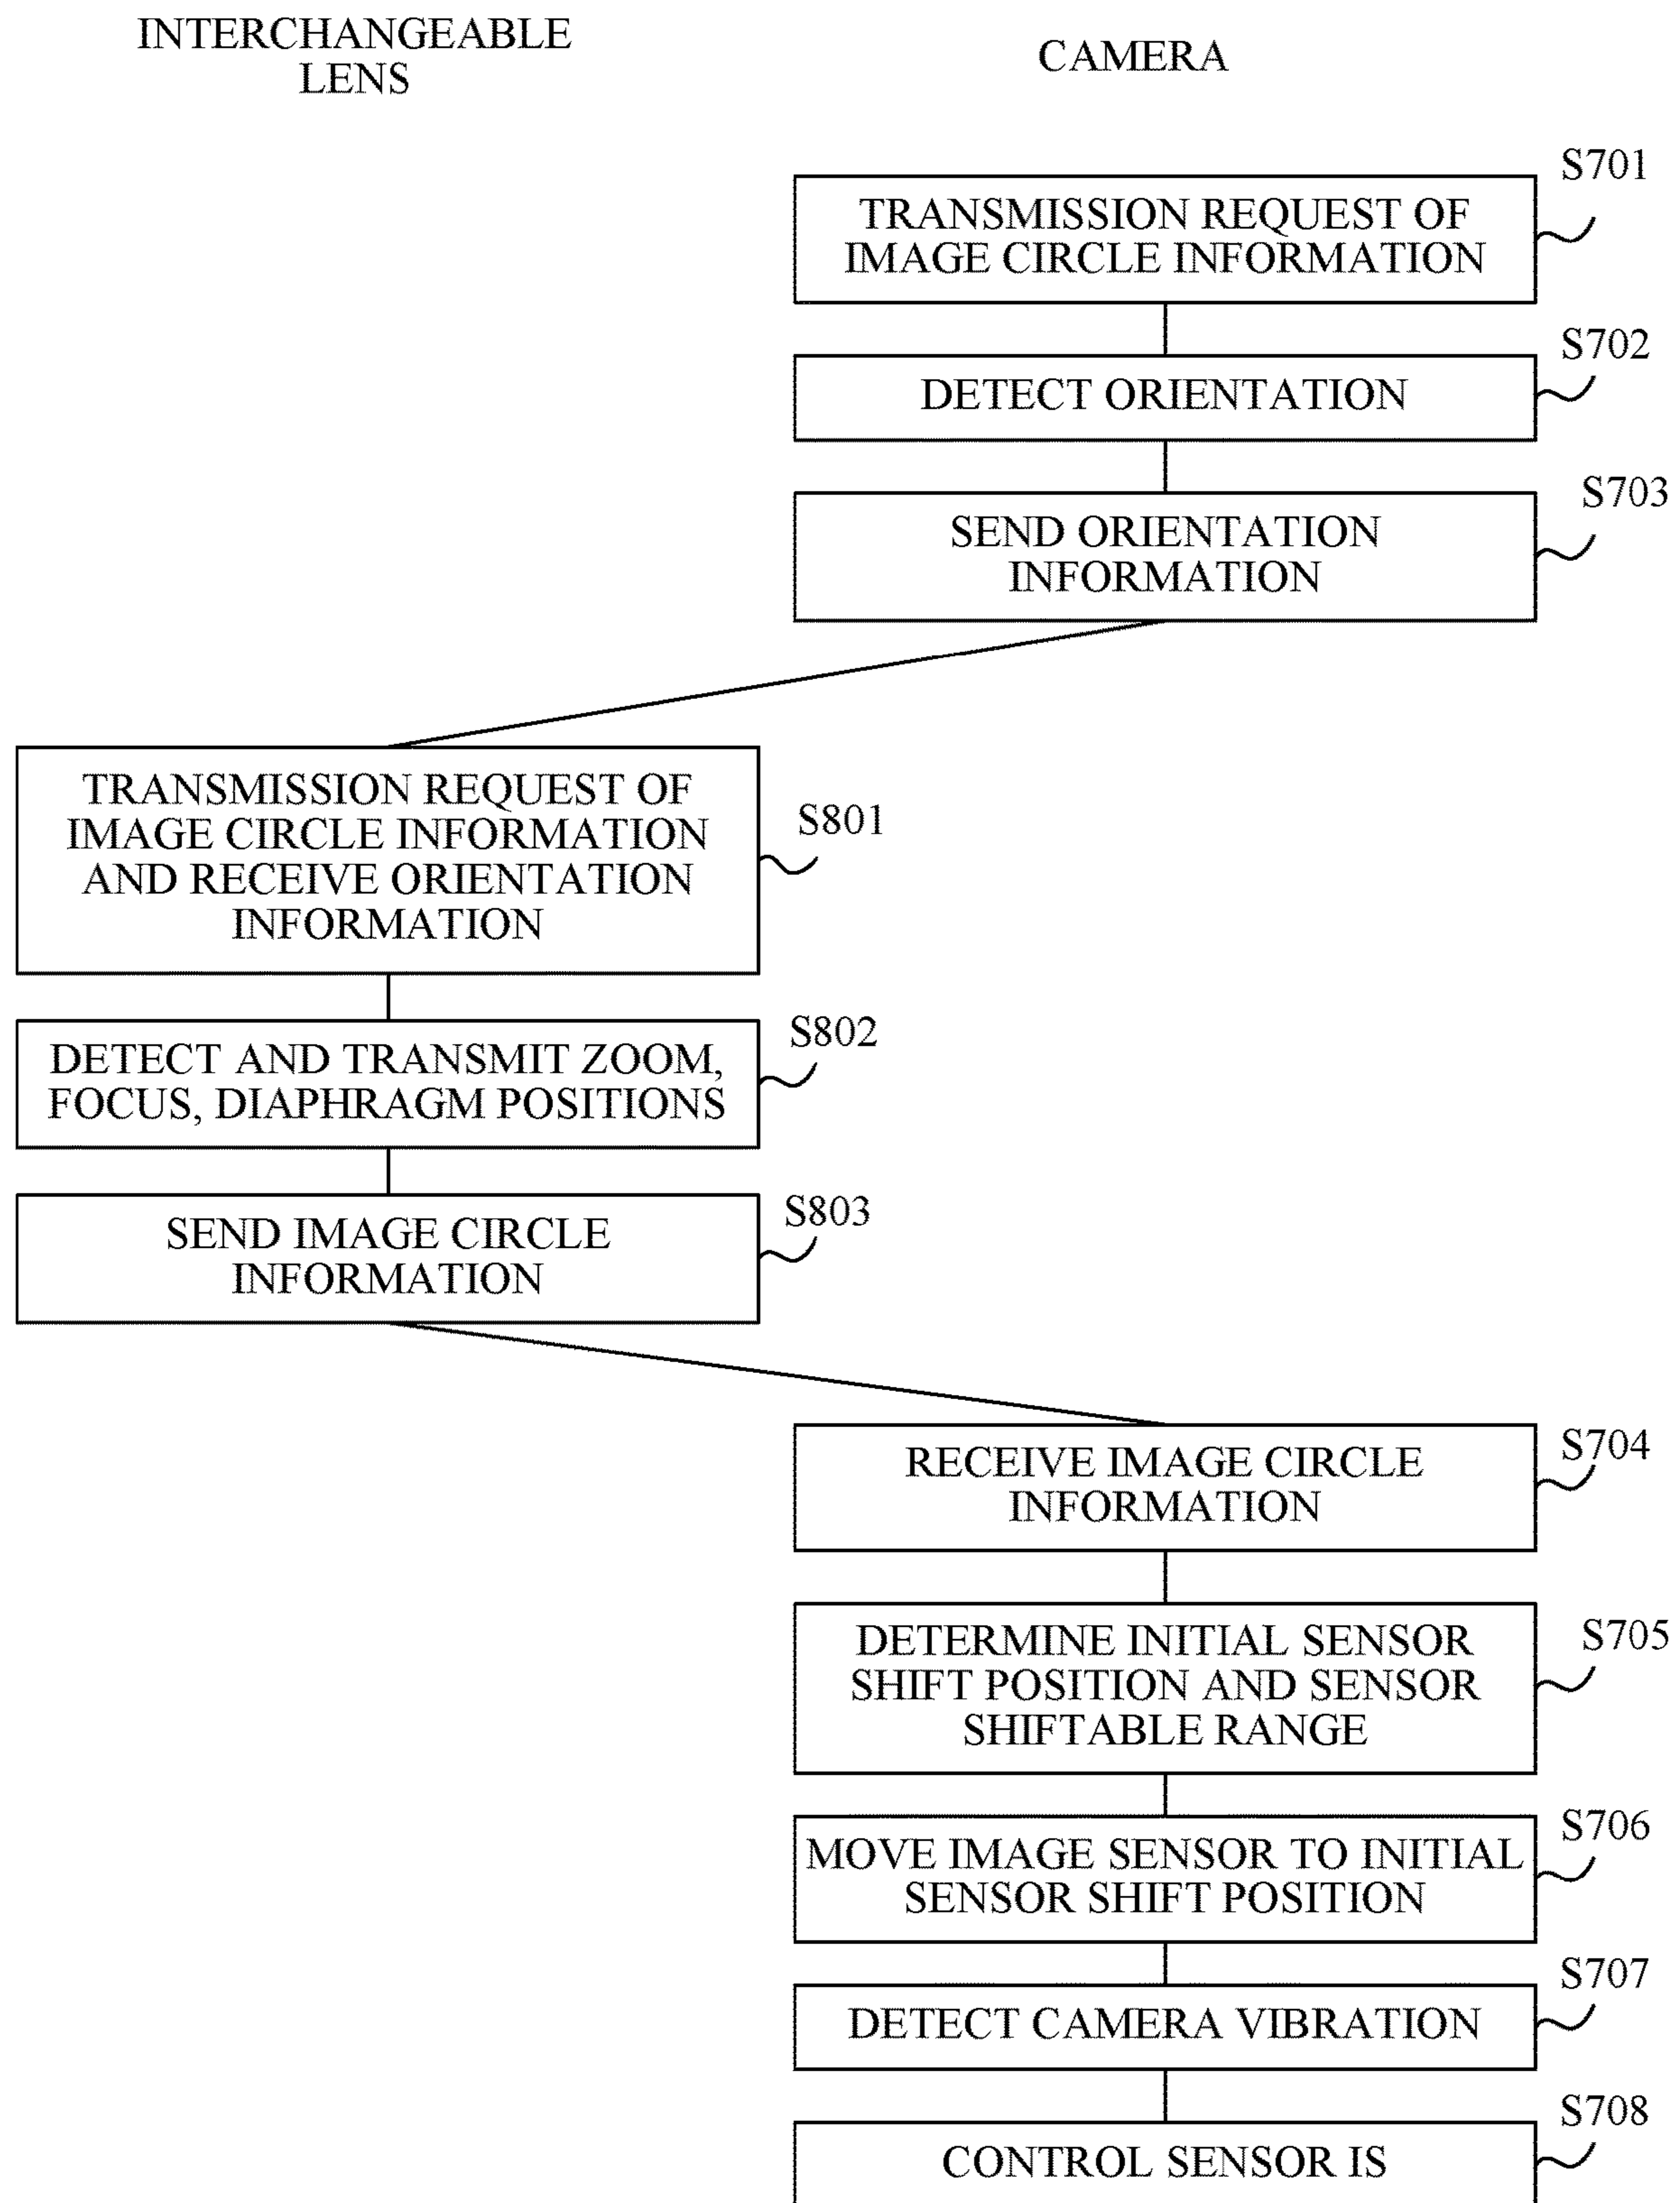 INTERCHANGEABLE
LENS
CAMERA
S701
TRANSMISSION REQUEST OF
IMAGE CIRCLE INFORMATION
S702
DETECT ORIENTATION
S703
SEND ORIENTATION
INFORMATION
TRANSMISSION REQUEST OF
IMAGE CIRCLE INFORMATION
AND RECEIVE ORIENTATION
INFORMATION
S801
S802
DETECT AND TRANSMIT ZOOM,
FOCUS, DIAPHRAGM POSITIONS
S803
SEND IMAGE CIRCLE
INFORMATION
S704
RECEIVE IMAGE CIRCLE
INFORMATION
S705
DETERMINE INITIAL SENSOR
SHIFT POSITION AND SENSOR
SHIFTABLE RANGE
S706
MOVE IMAGE SENSOR TO INITIAL
SENSOR SHIFT POSITION
S707
DETECT CAMERA VIBRATION
S708
CONTROL SENSOR IS